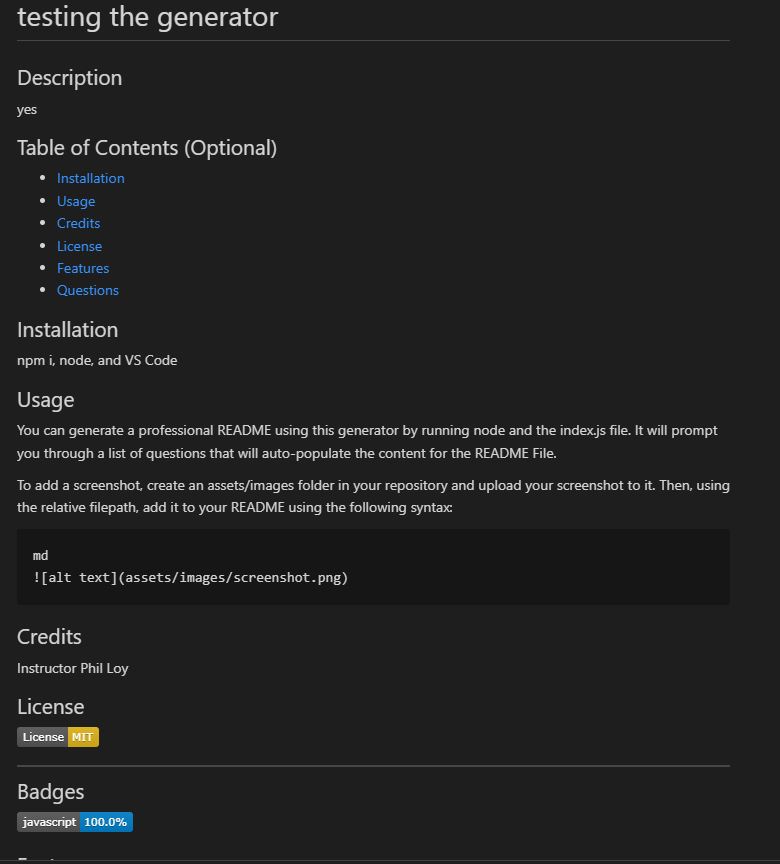 testing the generator
Description
yes
Table of Contents (Optional)
Installation
Usage
Credits
License
Features
Questions
Installation
npm i, node, and VS Code
Usage
You can generate a professional README using this generator by running node and the index.js file. It will prompt
you through a list of questions that will auto-populate the content for the README File.
To add a screenshot, create an assets/images folder in your repository and upload your screenshot to it. Then, using
the relative filepath, add it to your README using the following syntax:
md
![alt text](assets/images/screenshot.png)
Credits
Instructor Phil Loy
License
License MIT
Badges
javascript 100.0%